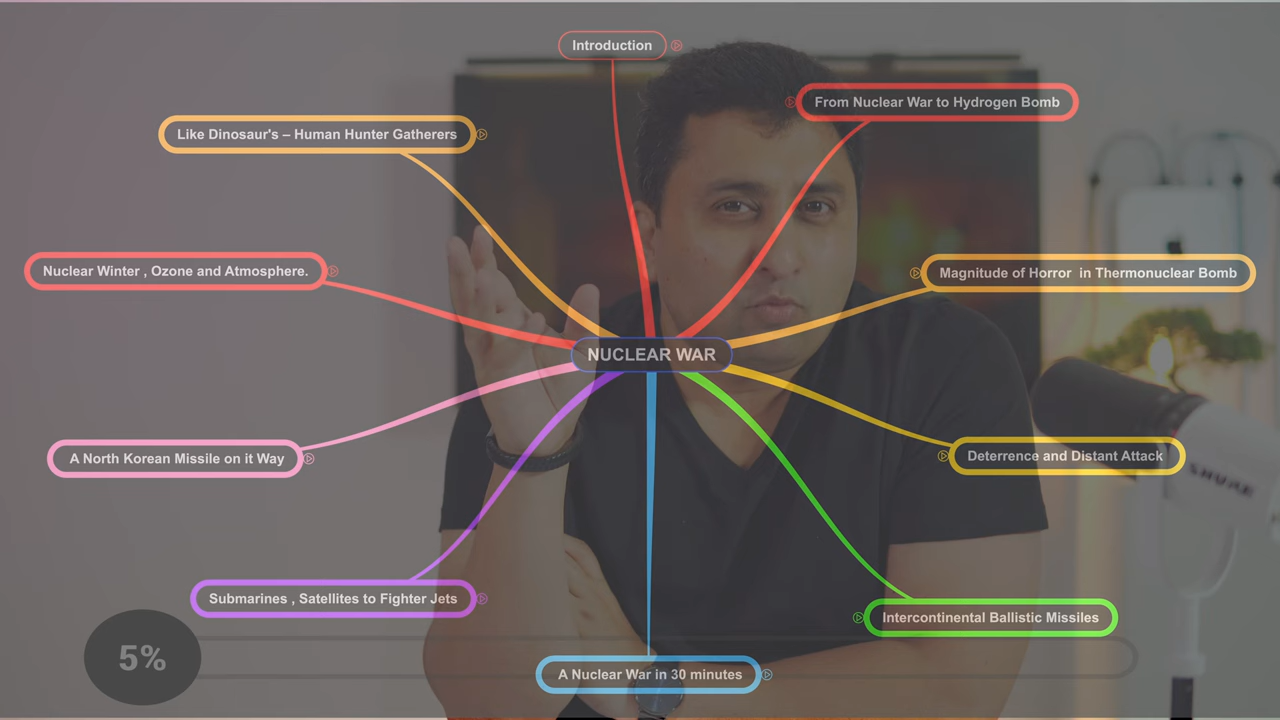 Introduction
From Nuclear War to Hydrogen Bomb
Like Dinosaur's – Human Hunter Gatherers
Nuclear Winter , Ozone and Atmosphere.
Magnitude of Horror  in Thermonuclear Bomb
NUCLEAR WAR
A North Korean Missile on it Way
Deterrence and Distant Attack
SHURE
Submarines , Satellites to Fighter Jets
Intercontinental Ballistic Missiles
5%
A Nuclear War in 30 minutes